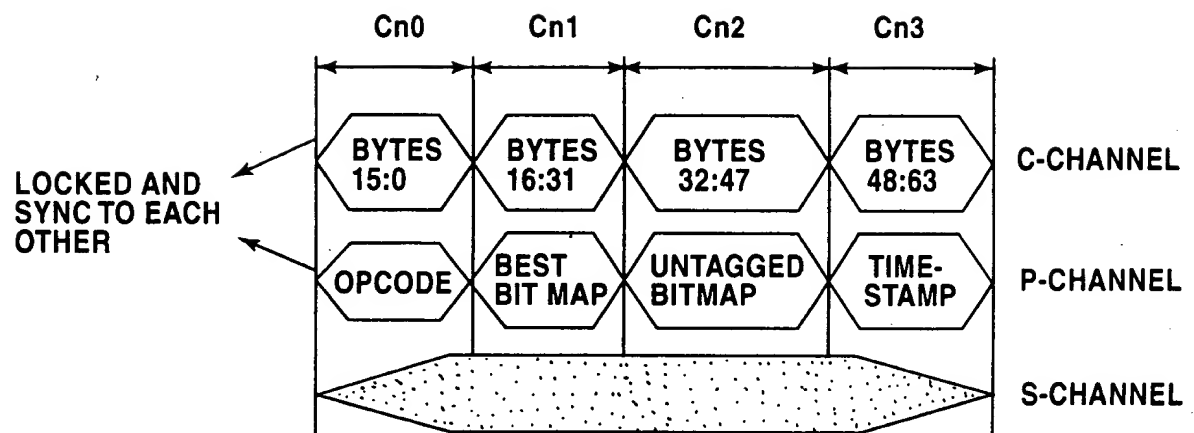 Cn0 Cn1 Cn2 Cn3
BYTES 15:0
BYTES 16:31
BYTES 32:47
BYTES 48:63
C-CHANNEL
LOCKED AND
SYNC TO EACH
OTHER
OPCODE
BEST
BIT MAP
UNTAGGED
BITMAP
TIME-
STAMP
P-CHANNEL
S-CHANNEL